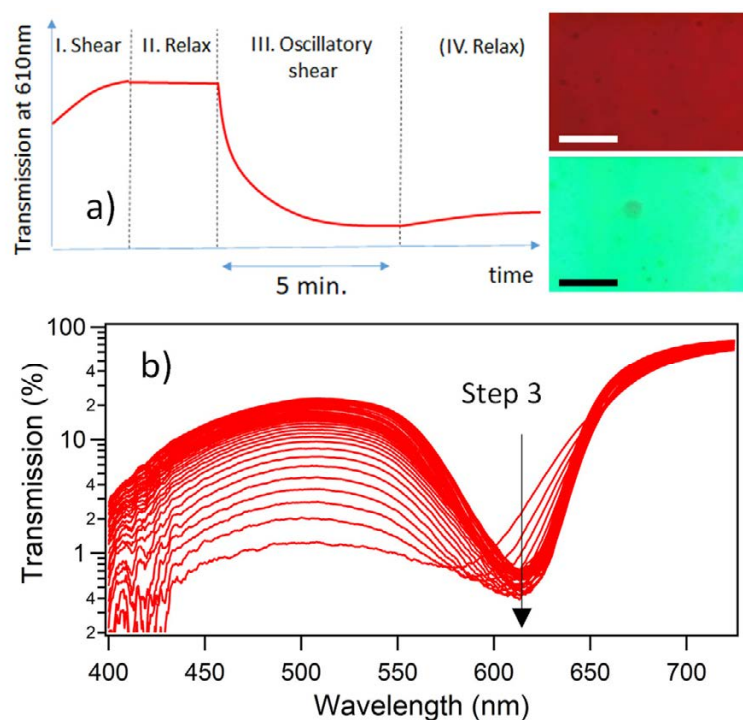 Transmission at 610nm
I. Shear
II. Relax
III. Oscillatory
shear
(IV. Relax)
a)
time
5 min.
b)
Step 3
Transmission (%)
100
2
4
10
2
4
1
2
4
2
400
450
500
550
600
650
700
Wavelength (nm)